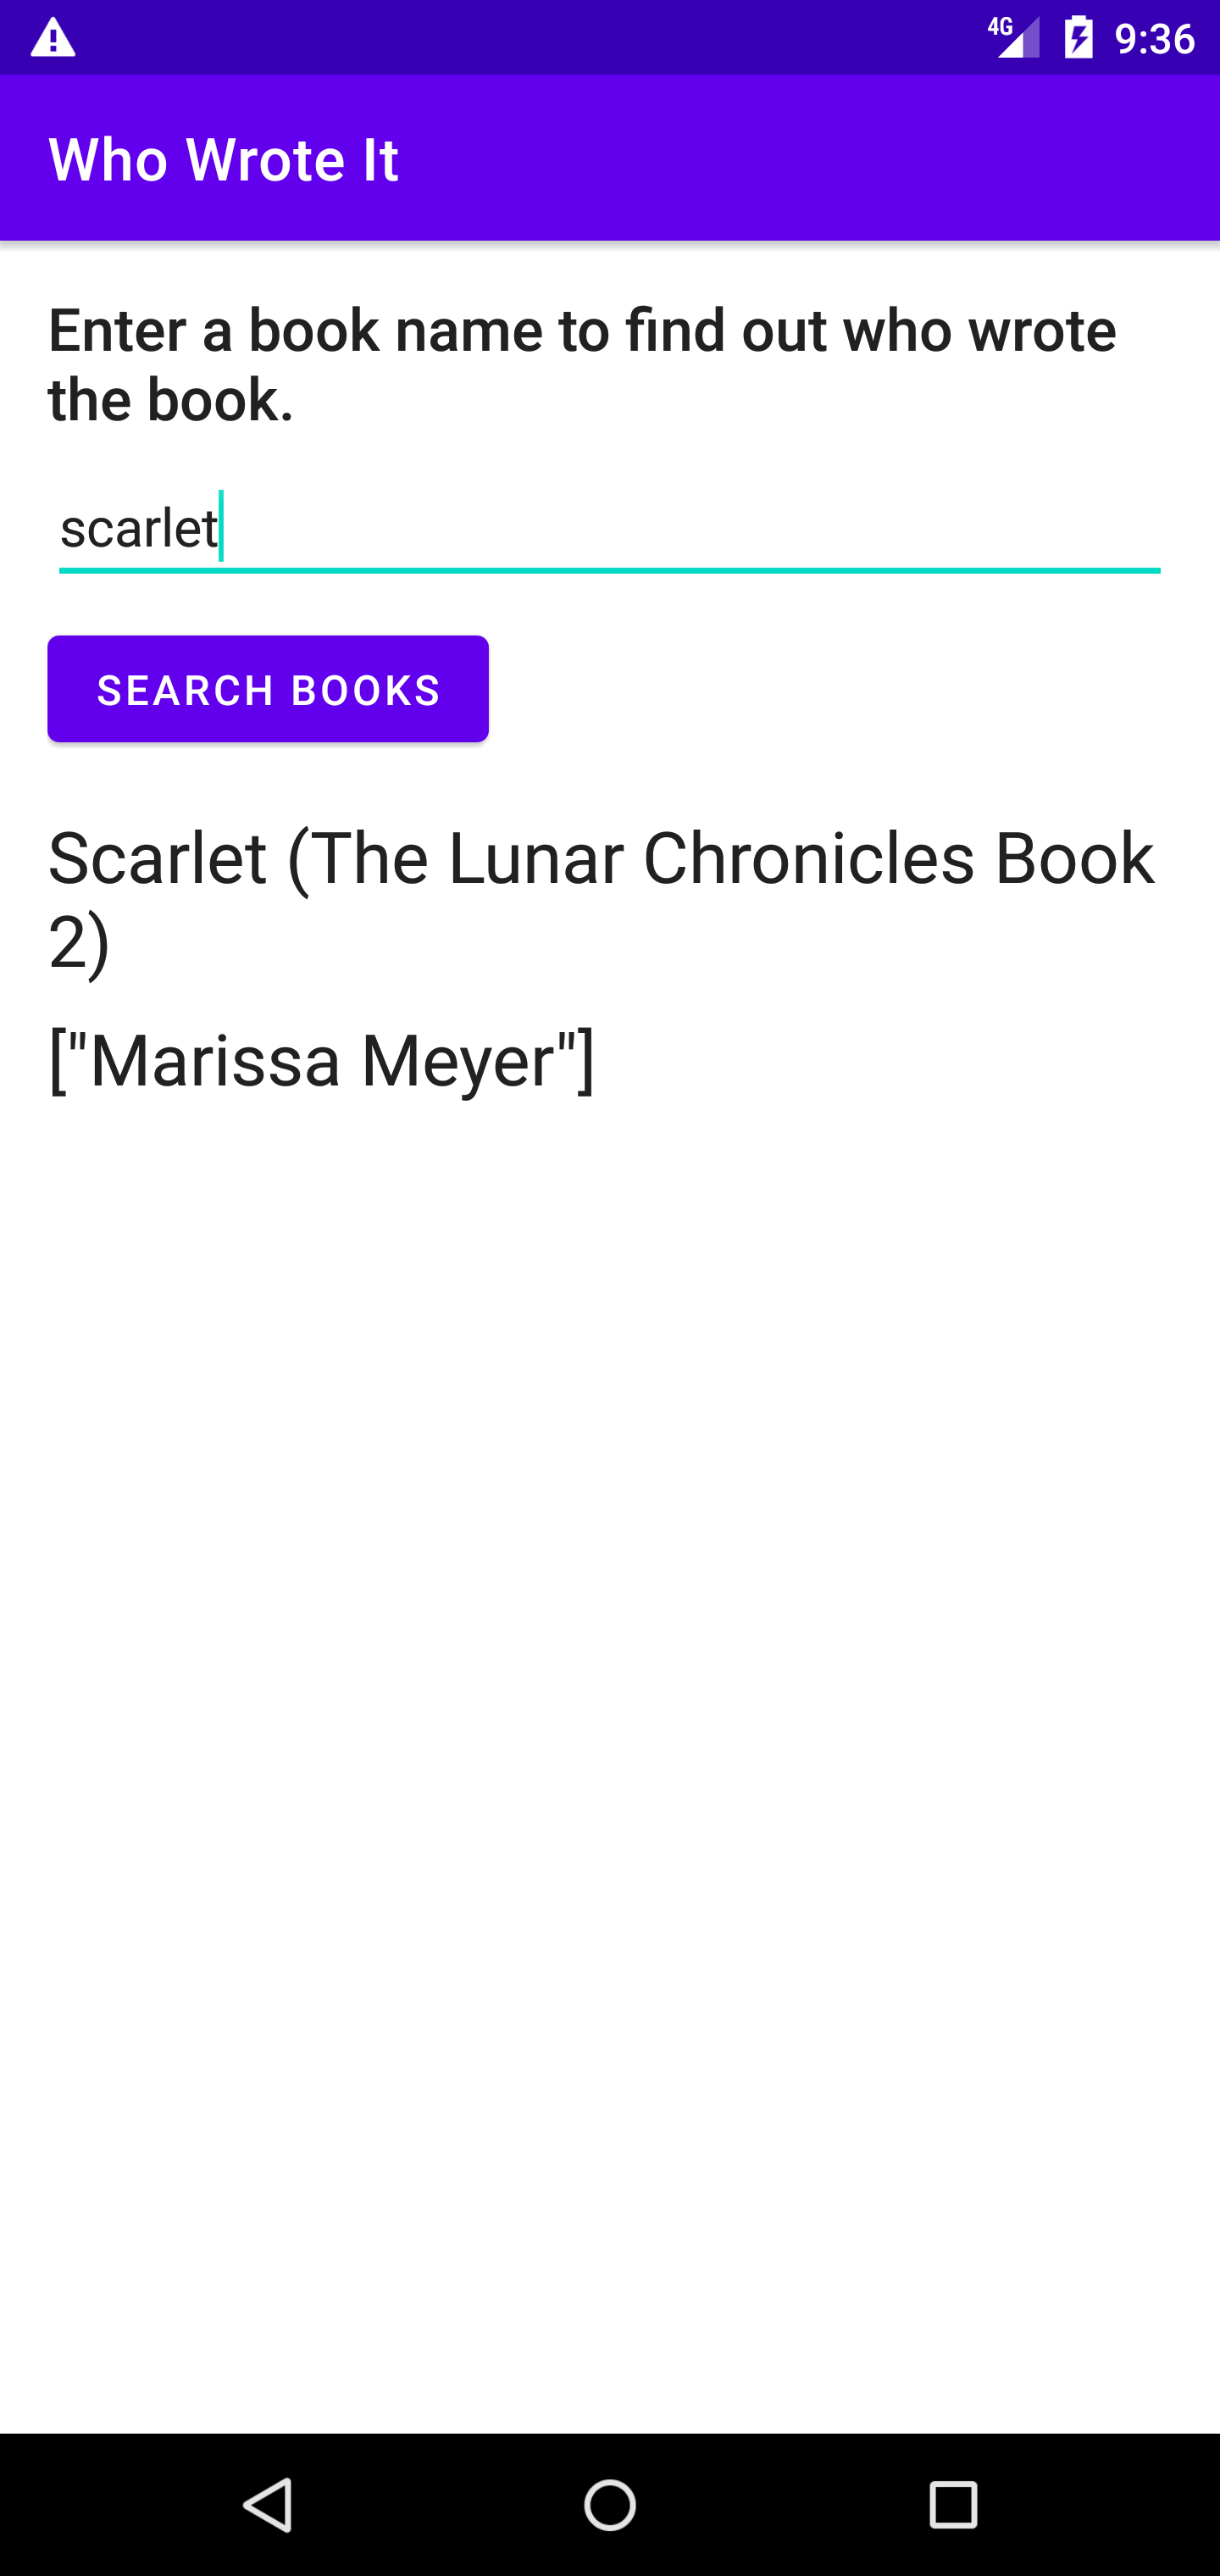 4G 9:36
Who Wrote It
Enter a book name to find out who wrote
the book.
scarlet
SEARCH BOOKS
Scarlet (The Lunar Chronicles Book
2)
["Marissa Meyer"]